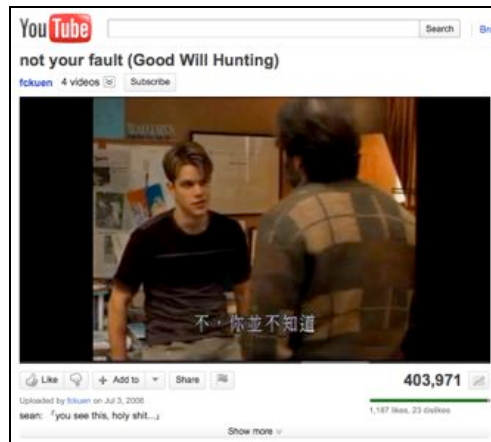 YouTube
Search
Bro
not your fault (Good Will Hunting)
fckuen 4 videos Subscribe
不，你並不知道
Like
+ Add to
Share
403,971
Uploaded by fckuen on Jul 3, 2008
1,187 likes, 23 dislikes
sean: 「you see this, holy shit...」
Show more